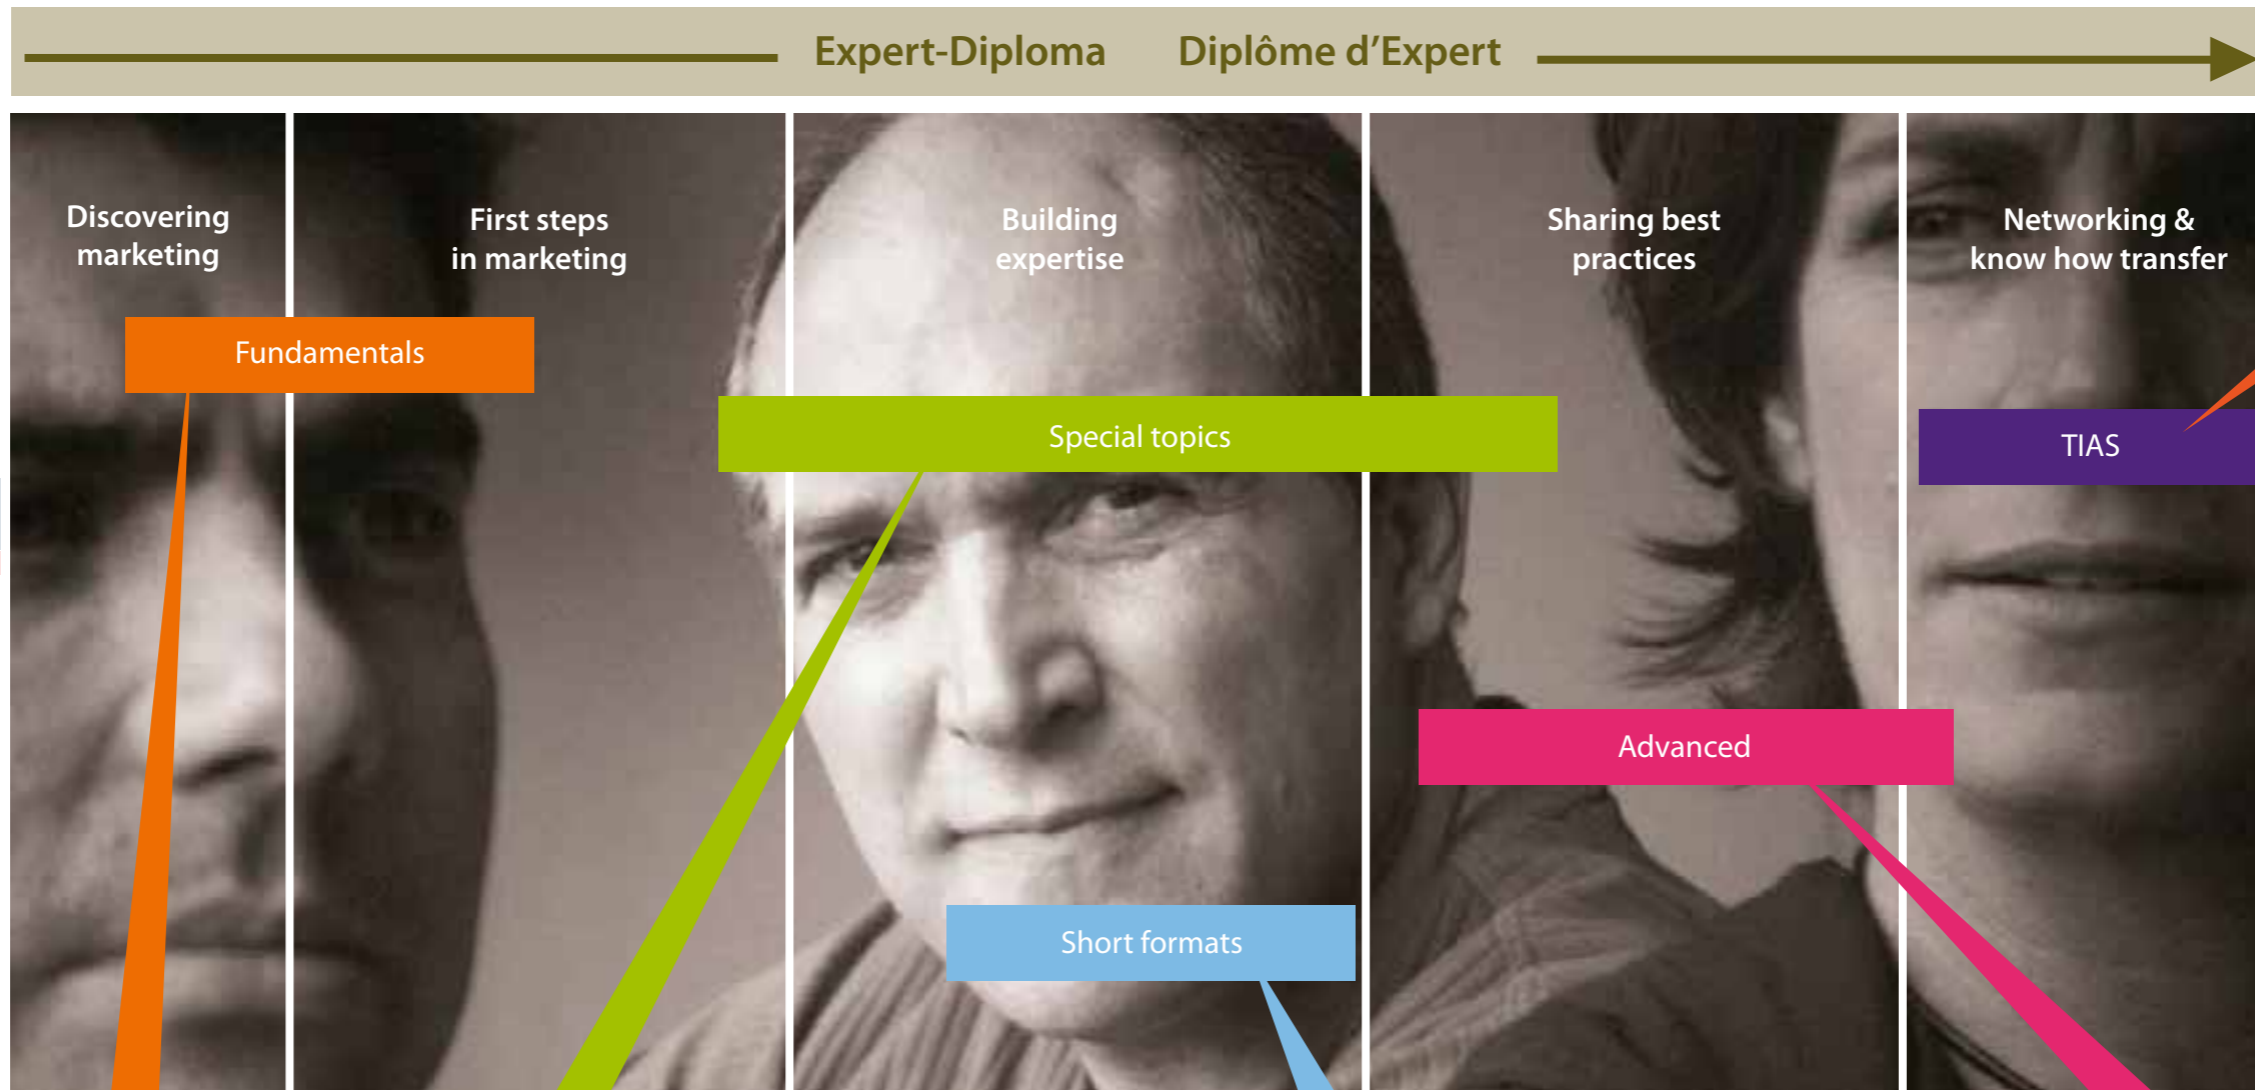 Expert-Diploma Diplôme d’Expert
Discovering
marketing
First steps
in marketing
Building
expertise
Sharing best
practices
Networking &
know how transfer
Fundamentals
Special topics
TIAS
Advanced
Short formats